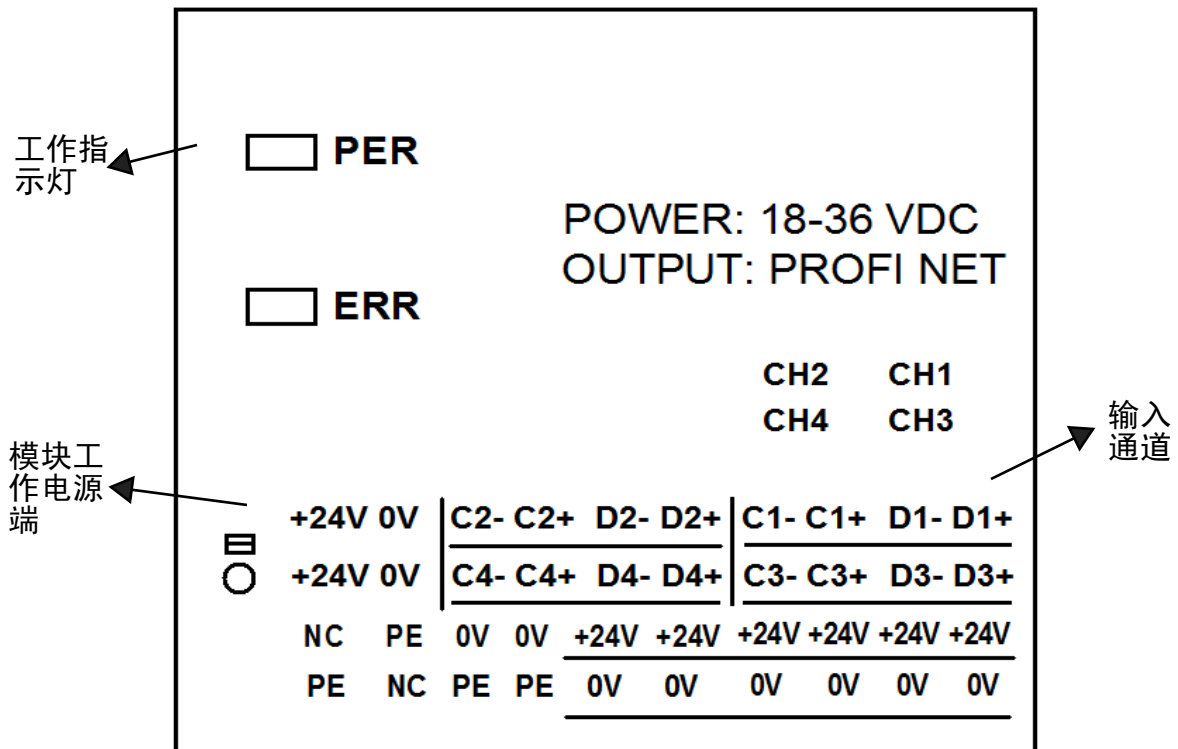 工作指
示灯
PER
POWER: 18-36 VDC
OUTPUT: PROFI NET
ERR
CH2 CH1
CH4 CH3
输入
通道
模块工
作电源
端
+24V 0V C2- C2+ D2- D2+ C1- C1+ D1- D1+
+24V 0V C4- C4+ D4- D4+ C3- C3+ D3- D3+
NC PE 0V 0V +24V +24V +24V +24V +24V +24V
PE NC PE PE 0V 0V 0V 0V 0V 0V